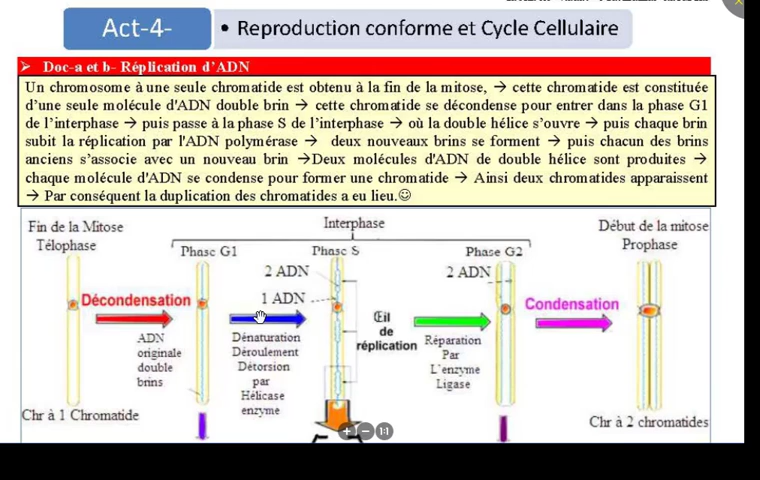 Act-4-
• Reproduction conforme et Cycle Cellulaire
➢ Doc-a et b- Réplication d'ADN
Un chromosome à une seule chromatide est obtenu à la fin de la mitose, → cette chromatide est constituée
d'une seule molécule d'ADN double brin → cette chromatide se décondense pour entrer dans la phase G1
de l'interphase → puis passe à la phase S de l'interphase → où la double hélice s'ouvre → puis chaque brin
subit la réplication par l'ADN polymérase → deux nouveaux brins se forment → puis chacun des brins
anciens s'associe avec un nouveau brin →Deux molécules d'ADN de double hélice sont produites →
chaque molécule d'ADN se condense pour former une chromatide → Ainsi deux chromatides apparaissent
→ Par conséquent la duplication des chromatides a eu lieu.☺
Fin de la Mitose
Télophase
Interphase
Début de la mitose
Prophase
Phase G1
Phase S
Phase G2
2 ADN
1 ADN
2 ADN
Décondensation
Condensation
ADN
originale
double
brins
Dénaturation
Déroulement
Détorsion
par
Hélicase
enzyme
Œil
de
réplication
Réparation
Par
L'enzyme
Ligase
Chr à 1 Chromatide
Chr à 2 chromatides
1:1